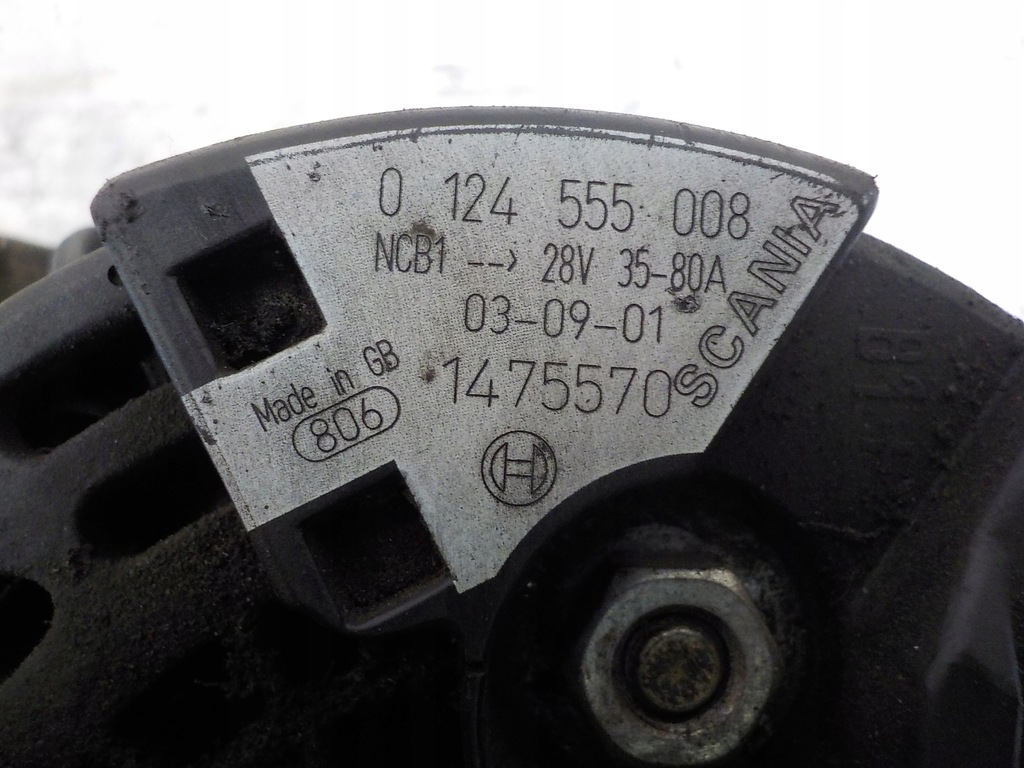 0 124 555 008
NCB1 --> 28V 35-80A
03-09-01
1475570
SCANIA
Made in GB
806